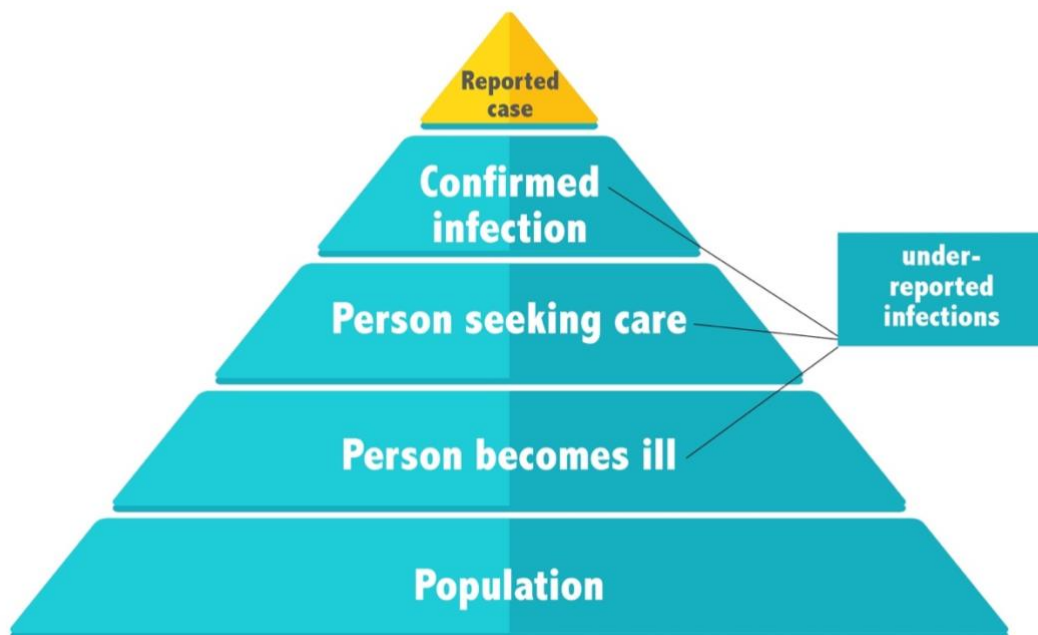 Reported
case
Confirmed
infection
under-
reported
infections
Person seeking care
Person becomes ill
Population